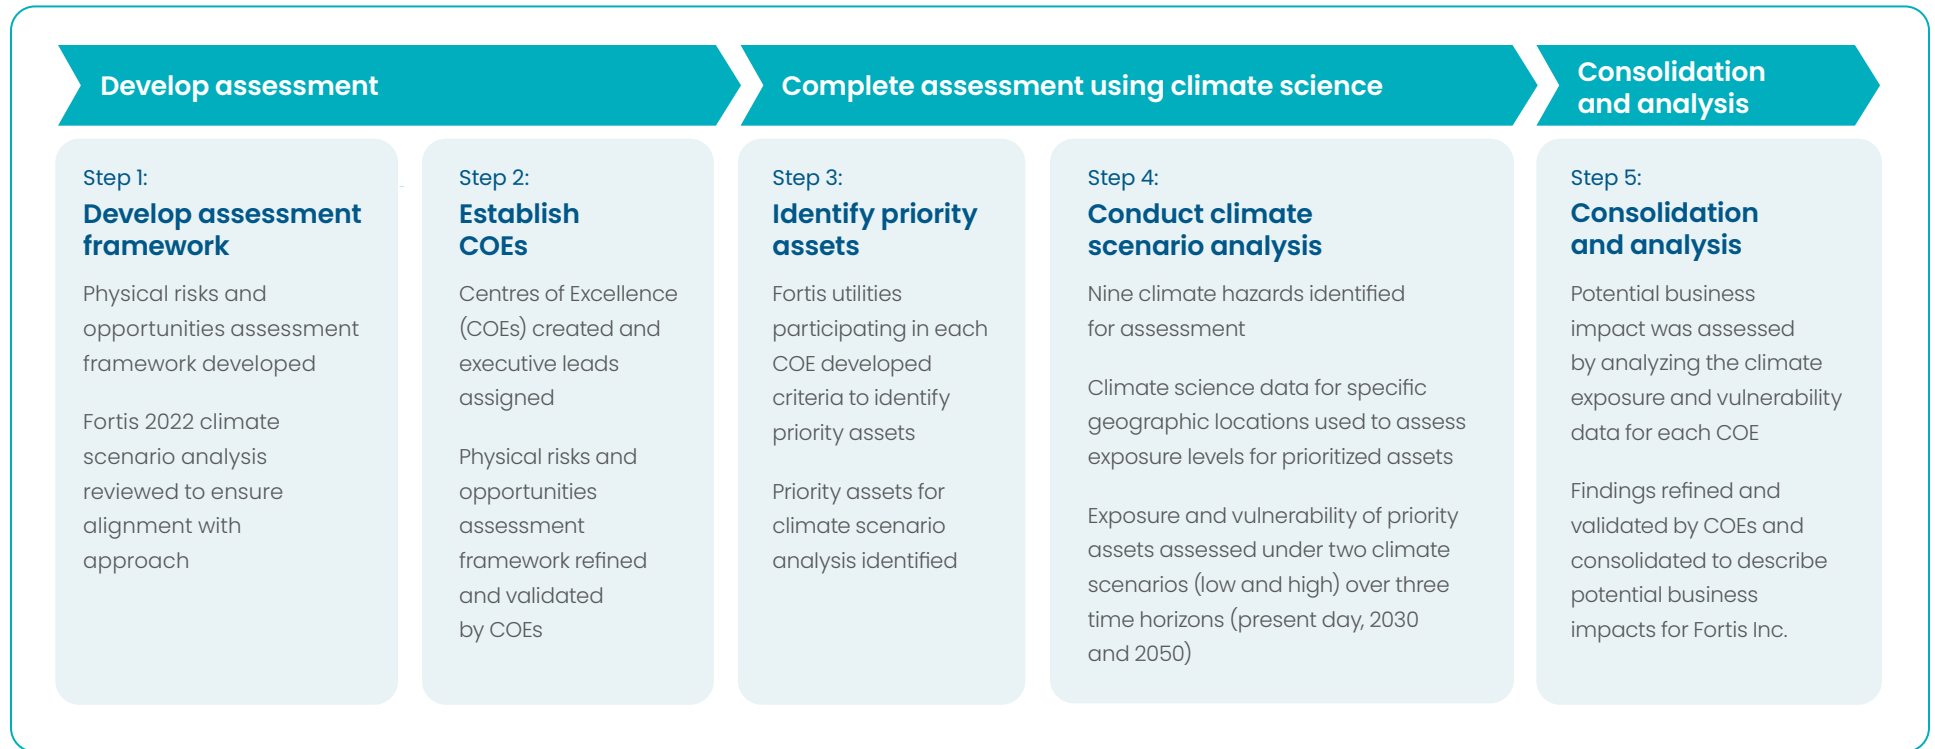 Develop assessment
Complete assessment using climate science
Consolidation
and analysis
Step 1:
Develop assessment
framework
Physical risks and
opportunities assessment
framework developed
Fortis 2022 climate
scenario analysis
reviewed to ensure
alignment with
approach
Step 2:
Establish
COEs
Centres of Excellence
(COEs) created and
executive leads
assigned
Physical risks and
opportunities
assessment
framework refined
and validated
by COEs
Step 3:
Identify priority
assets
Fortis utilities
participating in each
COE developed
criteria to identify
priority assets
Priority assets for
climate scenario
analysis identified
Step 4:
Conduct climate
scenario analysis
Nine climate hazards identified
for assessment
Climate science data for specific
geographic locations used to assess
exposure levels for prioritized assets
Exposure and vulnerability of priority
assets assessed under two climate
scenarios (low and high) over three
time horizons (present day, 2030
and 2050)
Step 5:
Consolidation
and analysis
Potential business
impact was assessed
by analyzing the climate
exposure and vulnerability
data for each COE
Findings refined and
validated by COEs and
consolidated to describe
potential business
impacts for Fortis Inc.